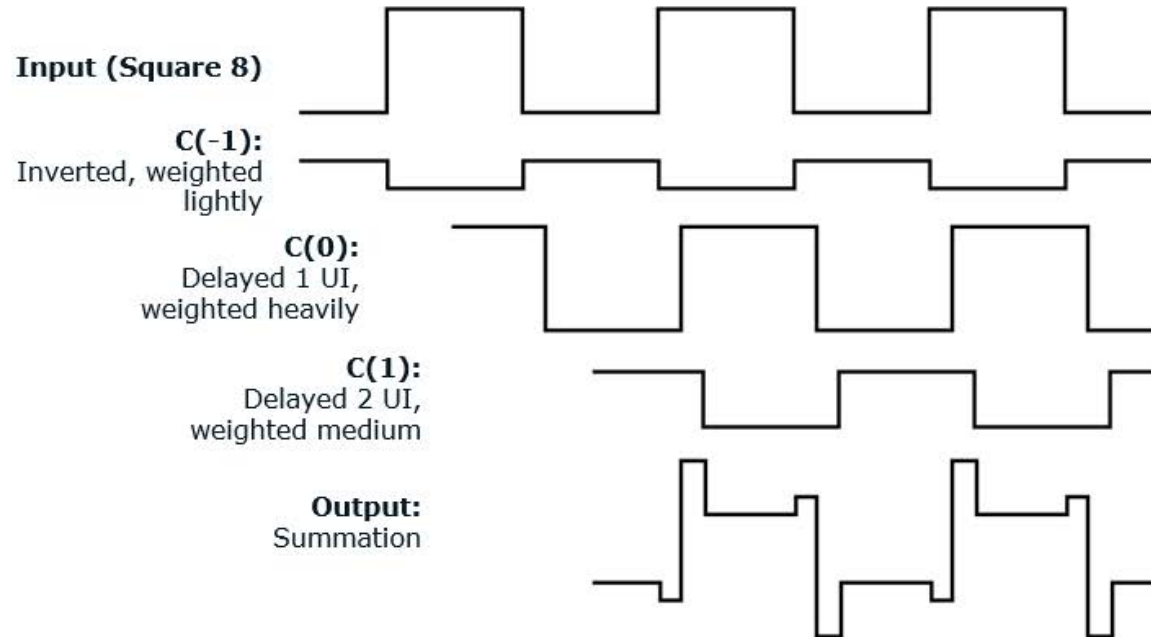 Input (Square 8)
C(-1):
Inverted, weighted
lightly
C(0):
Delayed 1 UI,
weighted heavily
C(1):
Delayed 2 UI,
weighted medium
Output:
Summation